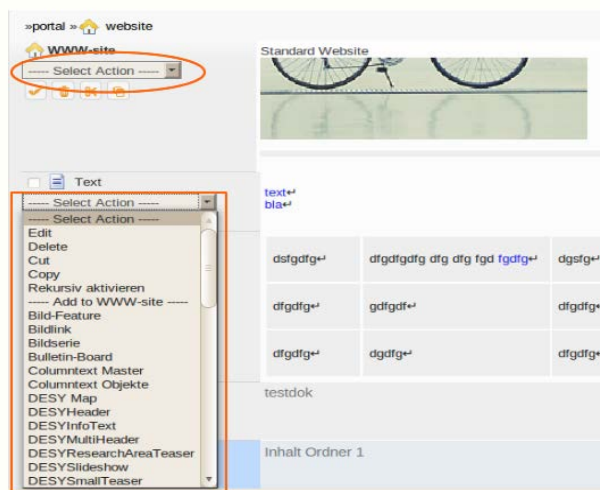 »portal » website
WWW-site
Standard Website
----- Select Action -----
Text
----- Select Action -----
text↵
bla↵
----- Select Action -----
Edit
Delete
Cut
Copy
Rekursiv aktivieren
----- Add to WWW-site -----
Bild-Feature
Bildlink
Bildserie
Bulletin-Board
Columntext Master
Columntext Objekte
DESY Map
DESYHeader
DESYInfoText
DESYMultiHeader
DESYResearchAreaTeaser
DESYSlideshow
DESYSmallTeaser
dsfgdfg↵ dfgdfgdfg dfg dfg fgd fgdfg↵ dgsfg↵
dfgdfg↵ gdfgdf↵ dfgdfg↵
dfgdfg↵ dgdfg↵ dfgdfg↵
testdok
Inhalt Ordner 1